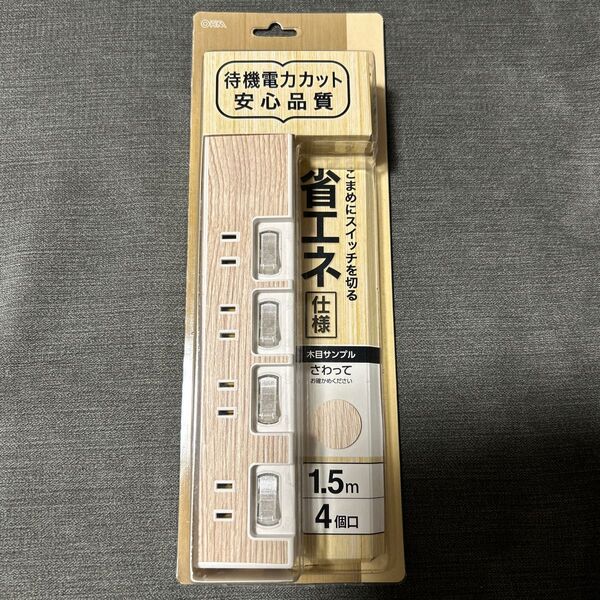 OHM
待機電力カット
安心品質
こまめにスイッチを切る
省エネ
仕様
木目サンプル
さわって
お確かめください
1.5m
4個口